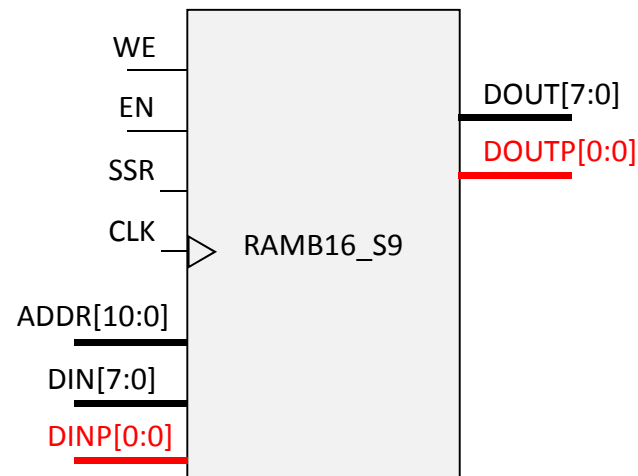 WE
EN
SSR
CLK
ADDR[10:0]
DIN[7:0]
DINP[0:0]
RAMB16_S9
DOUT[7:0]
DOUTP[0:0]